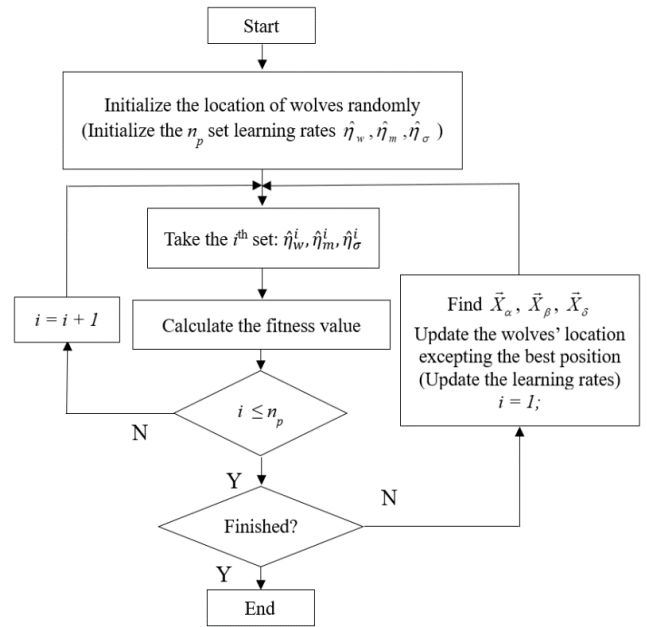 Start
Initialize the location of wolves randomly
(Initialize the n_p set learning rates η̂_w , η̂_m , η̂_σ )
Take the i^th set: η̂_w^i, η̂_m^i, η̂_σ^i
Calculate the fitness value
i = i + 1
i ≤ n_p
N
Y
Find X⃗_α , X⃗_β , X⃗_δ
Update the wolves’ location
excepting the best position
(Update the learning rates)
i = 1;
Finished?
N
Y
End